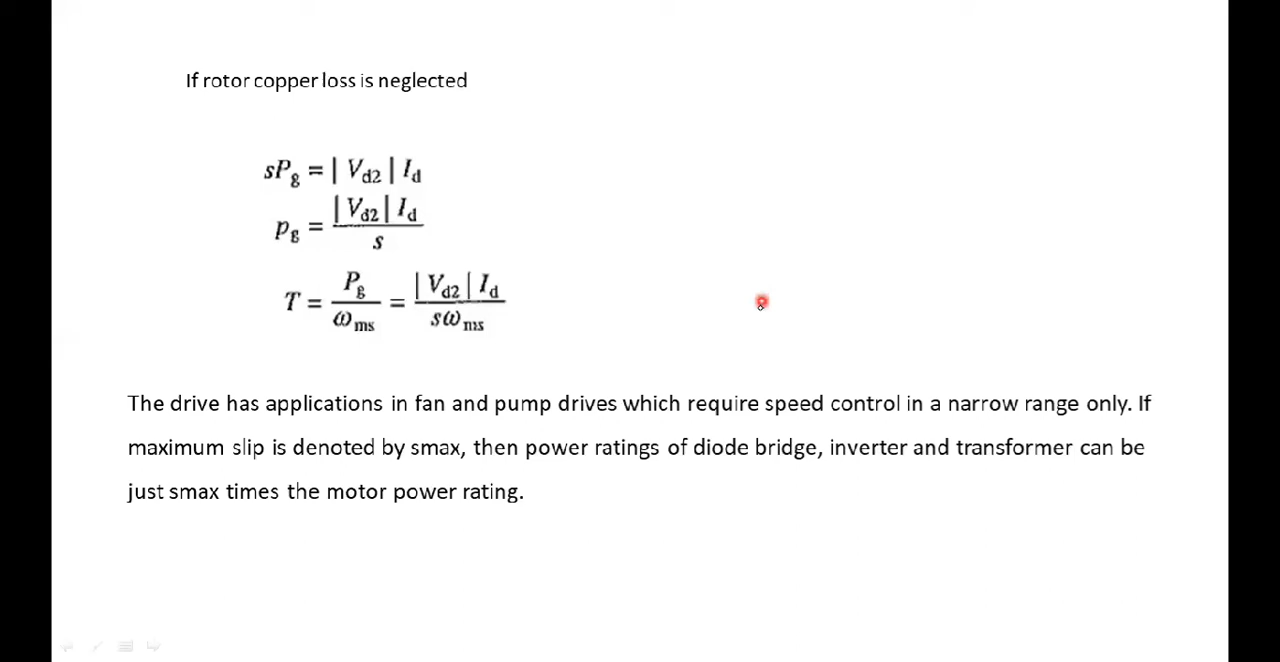 If rotor copper loss is neglected
sP_g = | V_d2 | I_d
P_g = | V_d2 | I_d / s
T = P_g / ω_ms = | V_d2 | I_d / sω_ms
The drive has applications in fan and pump drives which require speed control in a narrow range only. If
maximum slip is denoted by smax, then power ratings of diode bridge, inverter and transformer can be
just smax times the motor power rating.